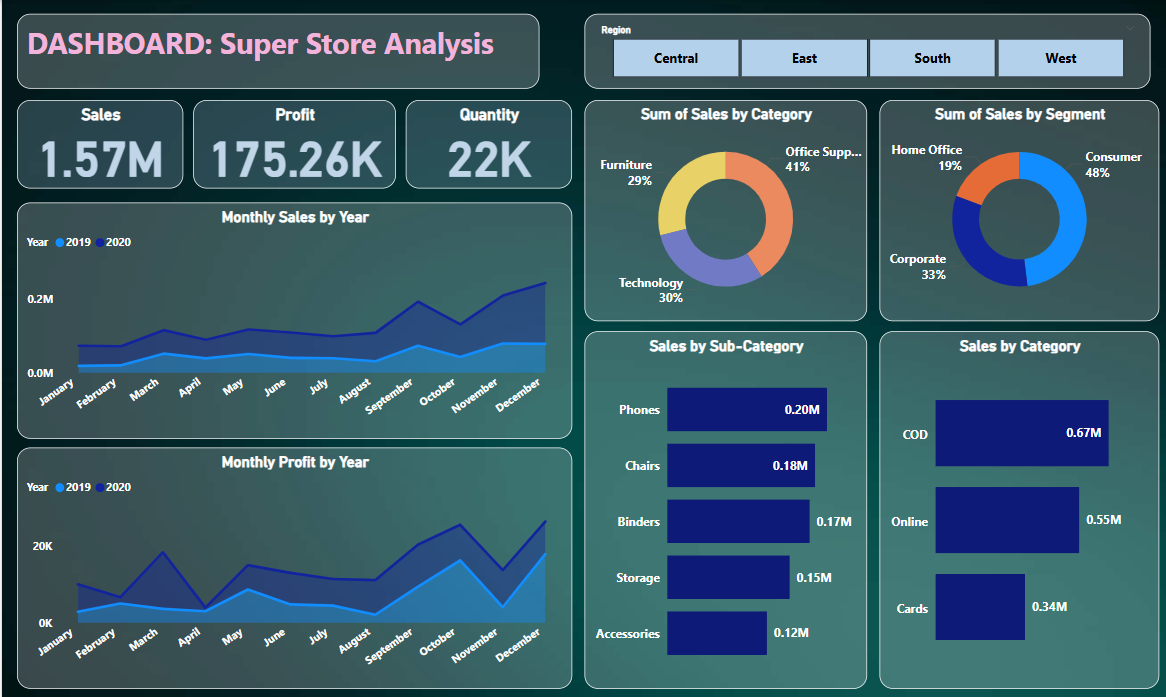 DASHBOARD: Super Store Analysis
Region
Central
East
South
West
Sales
1.57M
Profit
175.26K
Quantity
22K
Monthly Sales by Year
Year 2019 2020
0.2M
0.0M
January
February
March
April
May
June
July
August
September
October
November
December
Monthly Profit by Year
Year 2019 2020
20K
0K
January
February
March
April
May
June
July
August
September
October
November
December
Sum of Sales by Category
Office Supp...
41%
Furniture
29%
Technology
30%
Sum of Sales by Segment
Home Office
19%
Consumer
48%
Corporate
33%
Sales by Sub-Category
Phones 0.20M
Chairs 0.18M
Binders 0.17M
Storage 0.15M
Accessories 0.12M
Sales by Category
COD 0.67M
Online 0.55M
Cards 0.34M